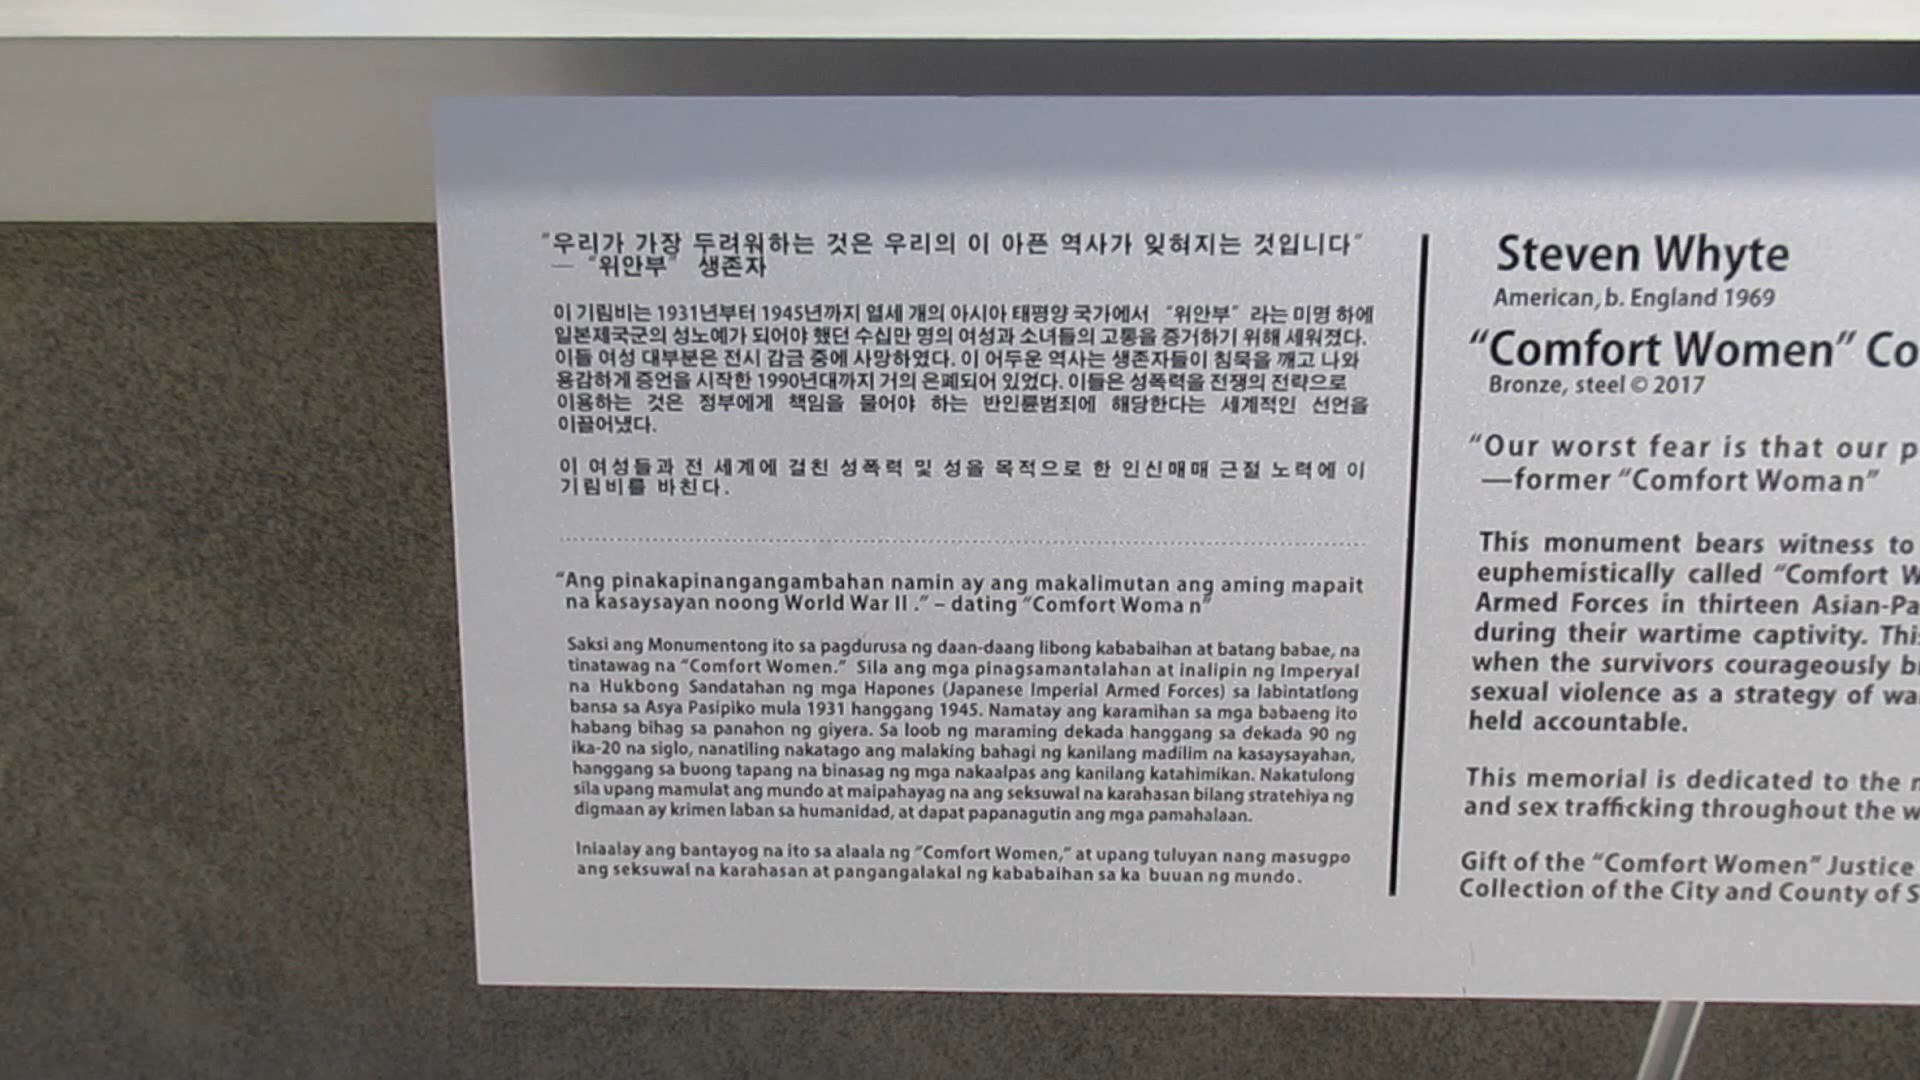 “우리가 가장 두려워하는 것은 우리의 이 아픈 역사가 잊혀지는 것입니다”
— “위안부” 생존자
이 기림비는 1931년부터 1945년까지 열세 개의 아시아 태평양 국가에서 “위안부” 라는 미명 하에
일본제국군의 성노예가 되어야 했던 수십만 명의 여성과 소녀들의 고통을 증거하기 위해 세워졌다.
이들 여성 대부분은 전시 감금 중에 사망하였다. 이 어두운 역사는 생존자들이 침묵을 깨고 나와
용감하게 증언을 시작한 1990년대까지 거의 은폐되어 있었다. 이들은 성폭력을 전쟁의 전략으로
이용하는 것은 정부에게 책임을 물어야 하는 반인륜범죄에 해당한다는 세계적인 선언을
이끌어냈다.
이 여성들과 전 세계에 걸친 성폭력 및 성을 목적으로 한 인신매매 근절 노력에 이
기림비를 바친다.
“Ang pinakapinangangambahan namin ay ang makalimutan ang aming mapait
na kasaysayan noong World War II .” – dating “Comfort Woma n”
Saksi ang Monumentong ito sa pagdurusa ng daan-daang libong kababaihan at batang babae, na
tinatawag na “Comfort Women.” Sila ang mga pinagsamantalahan at inalipin ng Imperyal
na Hukbong Sandatahan ng mga Hapones (Japanese Imperial Armed Forces) sa labintatlong
bansa sa Asya Pasipiko mula 1931 hanggang 1945. Namatay ang karamihan sa mga babaeng ito
habang bihag sa panahon ng giyera. Sa loob ng maraming dekada hanggang sa dekada 90 ng
ika-20 na siglo, nanatiling nakatago ang malaking bahagi ng kanilang madilim na kasaysayahan,
hanggang sa buong tapang na binasag ng mga nakaalpas ang kanilang katahimikan. Nakatulong
sila upang mamulat ang mundo at maipahayag na ang seksuwal na karahasan bilang stratehiya ng
digmaan ay krimen laban sa humanidad, at dapat papanagutin ang mga pamahalaan.
Iniaalay ang bantayog na ito sa alaala ng “Comfort Women,” at upang tuluyan nang masugpo
ang seksuwal na karahasan at pangangalakal ng kababaihan sa ka buuan ng mundo.
Steven Whyte
American, b. England 1969
“Comfort Women” Co
Bronze, steel © 2017
“Our worst fear is that our p
—former “Comfort Woman”
This monument bears witness to
euphemistically called “Comfort W
Armed Forces in thirteen Asian-Pa
during their wartime captivity. This
when the survivors courageously br
sexual violence as a strategy of wa
held accountable.
This memorial is dedicated to the
and sex trafficking throughout the w
Gift of the “Comfort Women” Justice
Collection of the City and County of S